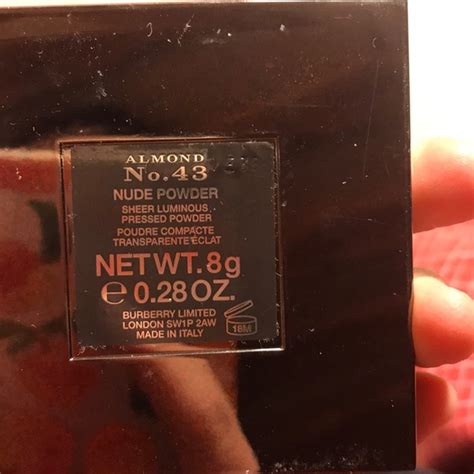 ALMOND
No.43
NUDE POWDER
SHEER LUMINOUS
PRESSED POWDER
POUDRE COMPACTE
TRANSPARENTE ÉCLAT
NET WT. 8g
e 0.28 OZ.
BURBERRY LIMITED
LONDON SW1P 2AW
MADE IN ITALY
18M